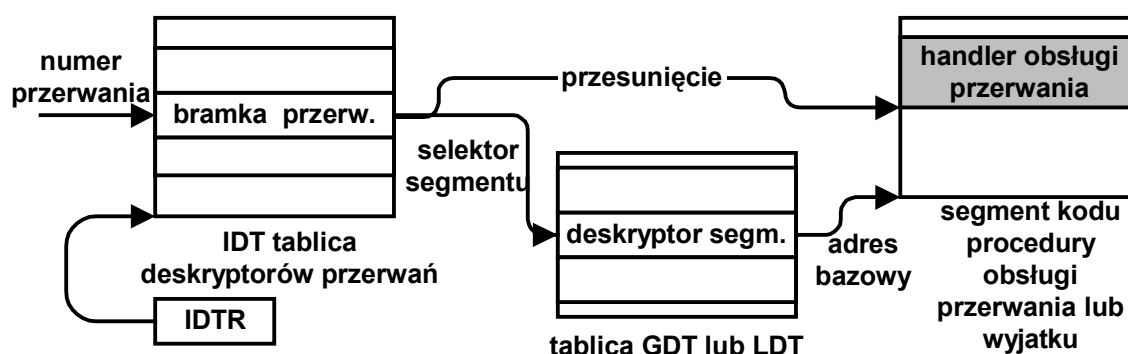 numer
przerwania
bramka przerw.
IDT tablica
deskryptorów przerwań
IDTR
przesunięcie
selektor
segmentu
deskryptor segm.
tablica GDT lub LDT
adres
bazowy
handler obsługi
przerwania
segment kodu
procedury
obsługi
przerwania lub
wyjatku